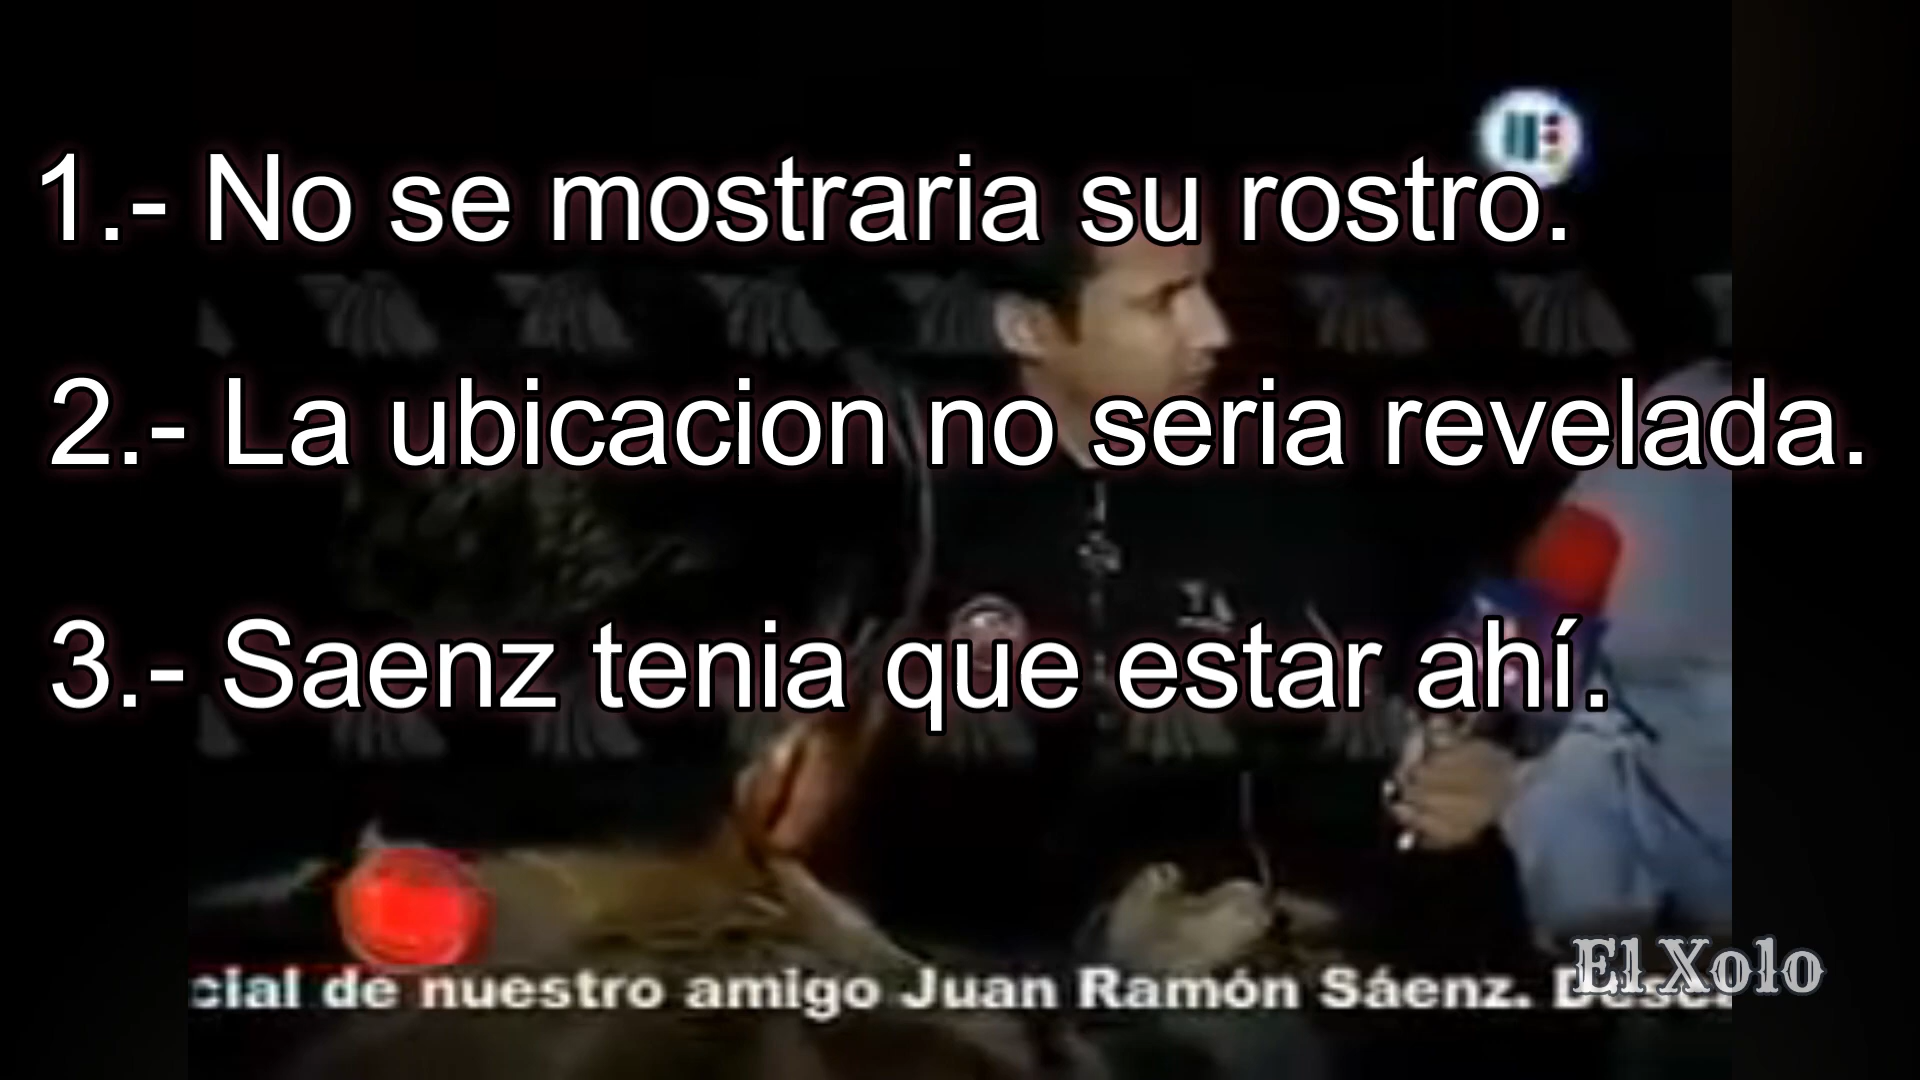 1.- No se mostraria su rostro.
2.- La ubicacion no seria revelada.
3.- Saenz tenia que estar ahí.
El Xolo
cial de nuestro amigo Juan Ramón Sáenz.